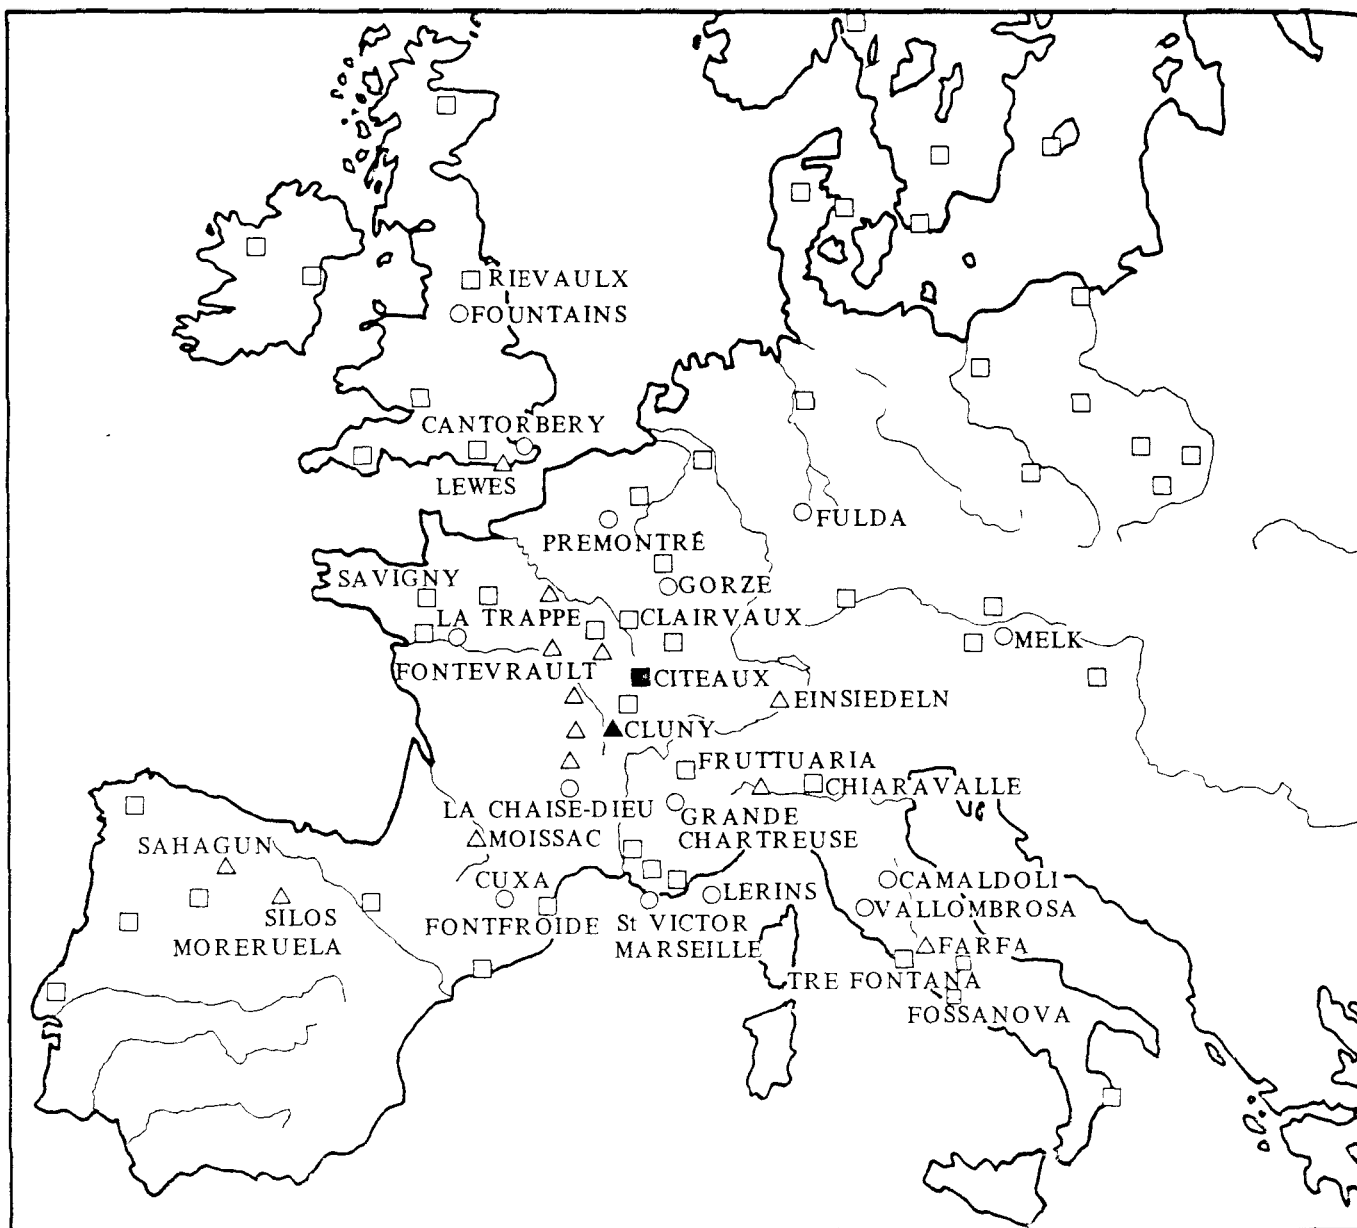 RIEVAULX
FOUNTAINS
CANTORBERY
LEWES
FULDA
PREMONTRÉ
SAVIGNY
GORZE
LA TRAPPE
CLAIRVAUX
MELK
FONTEVRAULT
CITEAUX
EINSIEDELN
CLUNY
FRUTTUARIA
CHIARAVALLE
LA CHAISE-DIEU
GRANDE
CHARTREUSE
MOISSAC
SAHAGUN
CUXA
LERINS
CAMALDOLI
VALLOMBROSA
SILOS
FONTFROIDE
St VICTOR
MARSEILLE
MORERUELA
FARFA
TRE FONTANA
FOSSANOVA